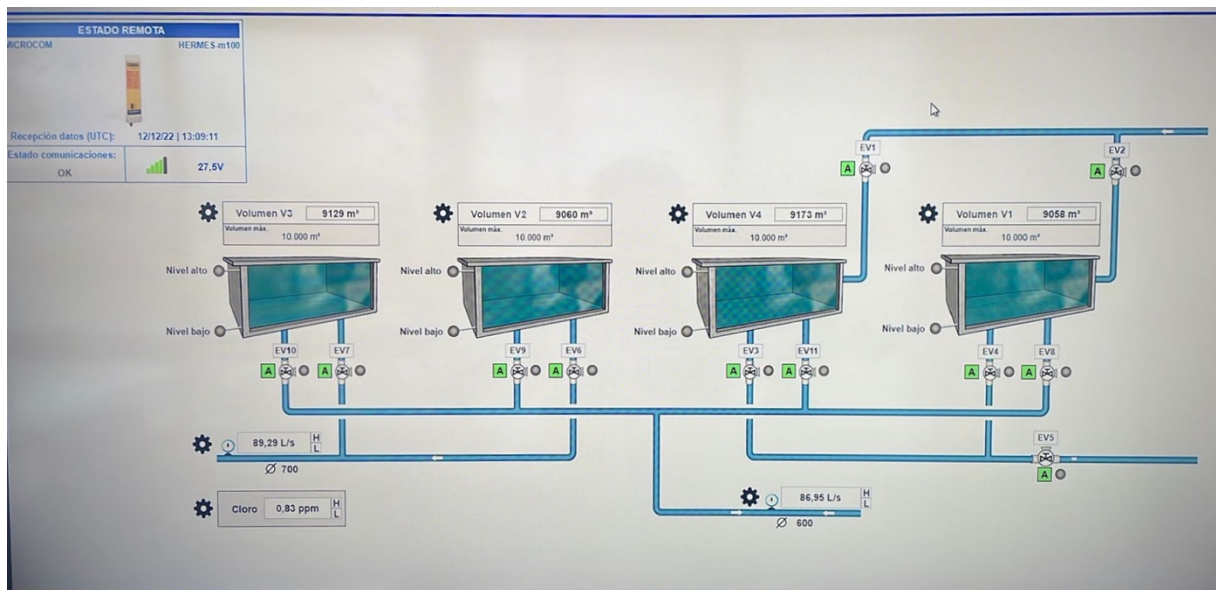 ESTADO REMOTA
MICROCOM HERMES-m100
Recepción datos (UTC): 12/12/22 | 13:09:11
Estado comunicaciones: OK 27,5V
EV1
EV2
A
A
Volumen V3 9129 m³
Volumen máx.
10.000 m³
Volumen V2 9060 m³
Volumen máx.
10.000 m³
Volumen V4 9173 m³
Volumen máx.
10.000 m³
Volumen V1 9058 m³
Volumen máx.
10.000 m³
Nivel alto
Nivel alto
Nivel alto
Nivel alto
Nivel bajo
Nivel bajo
Nivel bajo
Nivel bajo
EV10 EV7 EV9 EV6 EV3 EV11 EV4 EV8
A A A A A A A A
89,29 L/s H
L
Ø 700
EV5
A
Cloro 0,83 ppm H
L
86,95 L/s H
L
Ø 600